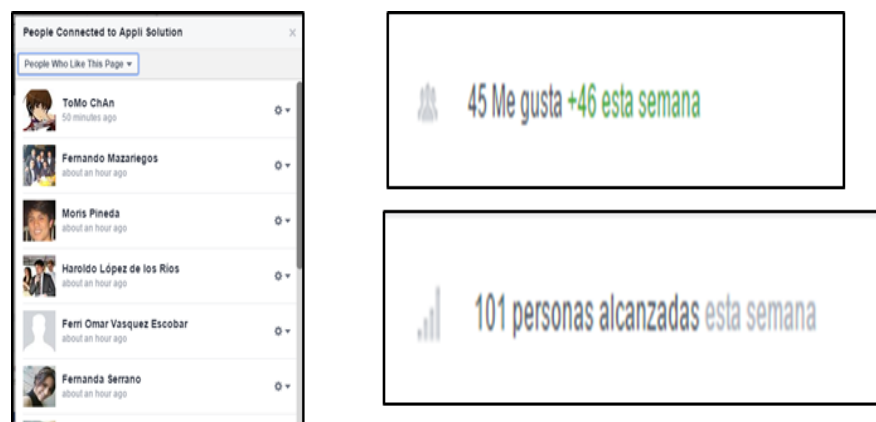 People Connected to Appli Solution
People Who Like This Page
ToMo ChAn
50 minutes ago
Fernando Mazariegos
about an hour ago
Moris Pineda
about an hour ago
Haroldo López de los Ríos
about an hour ago
Ferri Omar Vasquez Escobar
about an hour ago
Fernanda Serrano
about an hour ago
45 Me gusta +46 esta semana
101 personas alcanzadas esta semana